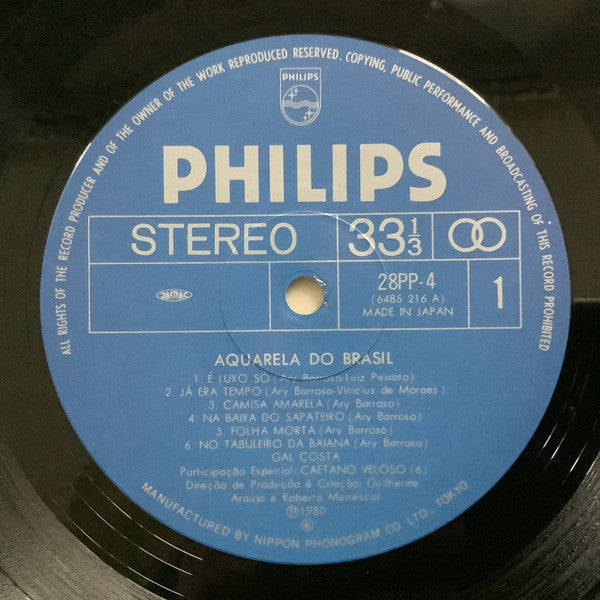 ALL RIGHTS OF THE RECORD PRODUCER AND OF THE OWNER OF THE WORK REPRODUCED RESERVED. COPYING, PUBLIC PERFORMANCE AND BROADCASTING OF THIS RECORD PROHIBITED
PHILIPS
PHILIPS
STEREO 33 1/3
JASRAC 28PP-4 1
(6485 216 A)
MADE IN JAPAN
AQUARELA DO BRASIL
1. É LUXO SÓ (Ary Barroso-Luiz Peixoto)
2. JÁ ERA TEMPO (Ary Barroso-Vinicius de Moraes)
3. CAMISA AMARELA (Ary Barroso)
4. NA BAIXA DO SAPATEIRO (Ary Barroso)
5. FOLHA MORTA (Ary Barroso)
6. NO TABULEIRO DA BAIANA (Ary Barroso)
GAL COSTA
Participação Especial: CAETANO VELOSO (6)
Direção de Produção é Criação: Guilherme
Araujo e Roberto Menescal
Ⓟ1980
MANUFACTURED BY NIPPON PHONOGRAM CO. LTD., TOKYO